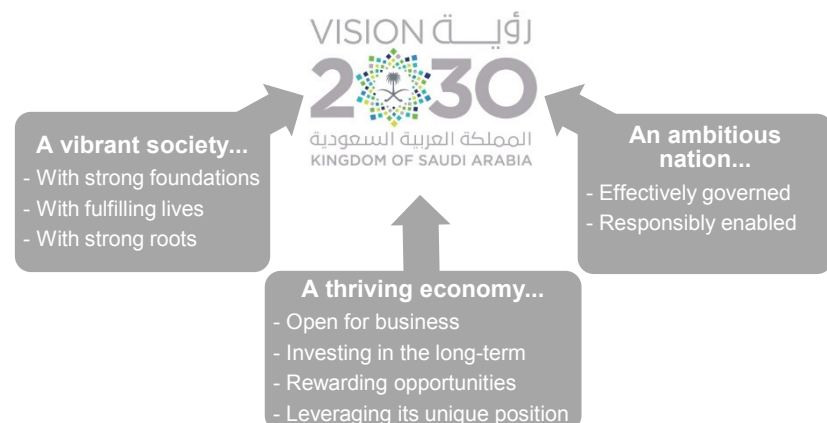 VISION رؤيـــة
2030
المملكة العربية السعودية
KINGDOM OF SAUDI ARABIA
A vibrant society...
- With strong foundations
- With fulfilling lives
- With strong roots
An ambitious
nation...
- Effectively governed
- Responsibly enabled
A thriving economy...
- Open for business
- Investing in the long-term
- Rewarding opportunities
- Leveraging its unique position